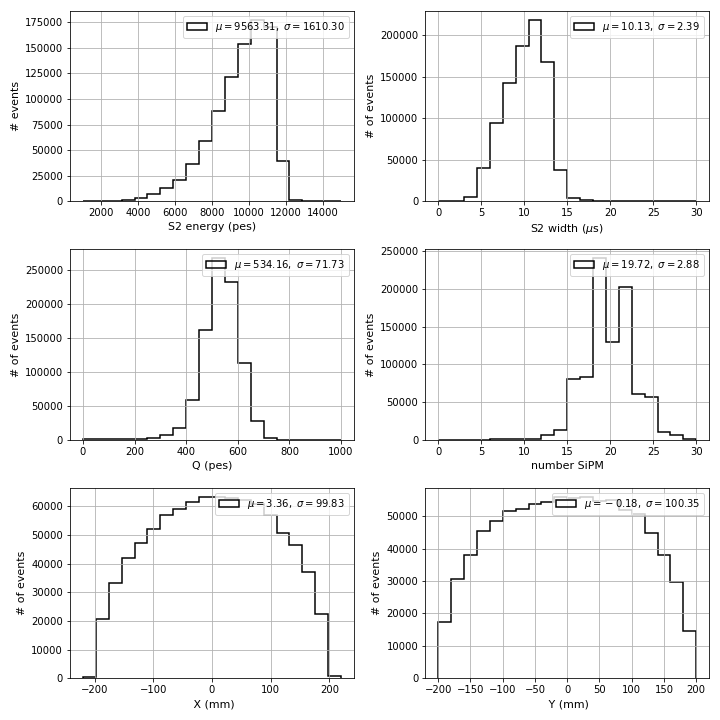 μ = 9563.31, σ = 1610.30
# events
175000
150000
125000
100000
75000
50000
25000
0
2000 4000 6000 8000 10000 12000 14000
S2 energy (pes)
μ = 10.13, σ = 2.39
# of events
200000
150000
100000
50000
0
0 5 10 15 20 25 30
S2 width (μs)
μ = 534.16, σ = 71.73
# of events
250000
200000
150000
100000
50000
0
0 200 400 600 800 1000
Q (pes)
μ = 19.72, σ = 2.88
# of events
250000
200000
150000
100000
50000
0
0 5 10 15 20 25 30
number SiPM
μ = 3.36, σ = 99.83
# of events
60000
50000
40000
30000
20000
10000
0
−200 −100 0 100 200
X (mm)
μ = −0.18, σ = 100.35
# of events
50000
40000
30000
20000
10000
0
−200 −150 −100 −50 0 50 100 150 200
Y (mm)